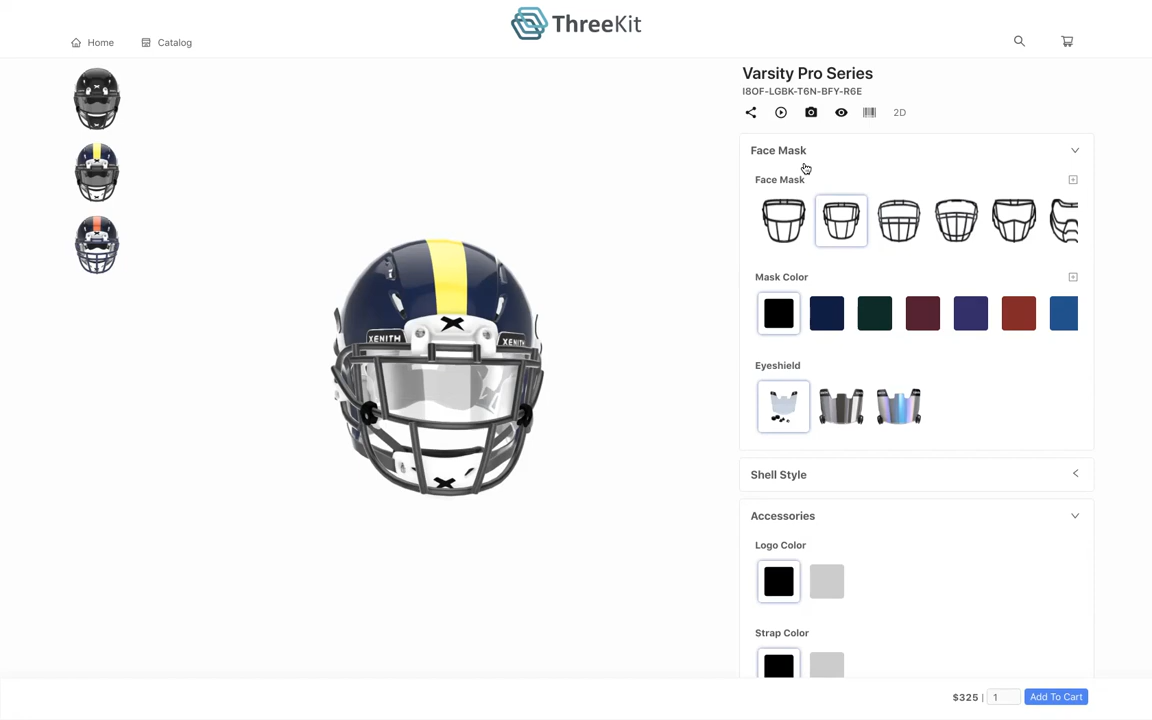 ThreeKit
Home
Catalog
Varsity Pro Series
I8OF-LGBK-T6N-BFY-R6E
2D
Face Mask
Face Mask
Mask Color
Eyeshield
Shell Style
Accessories
Logo Color
Strap Color
XENITH
XENITH
$325 |
1
Add To Cart